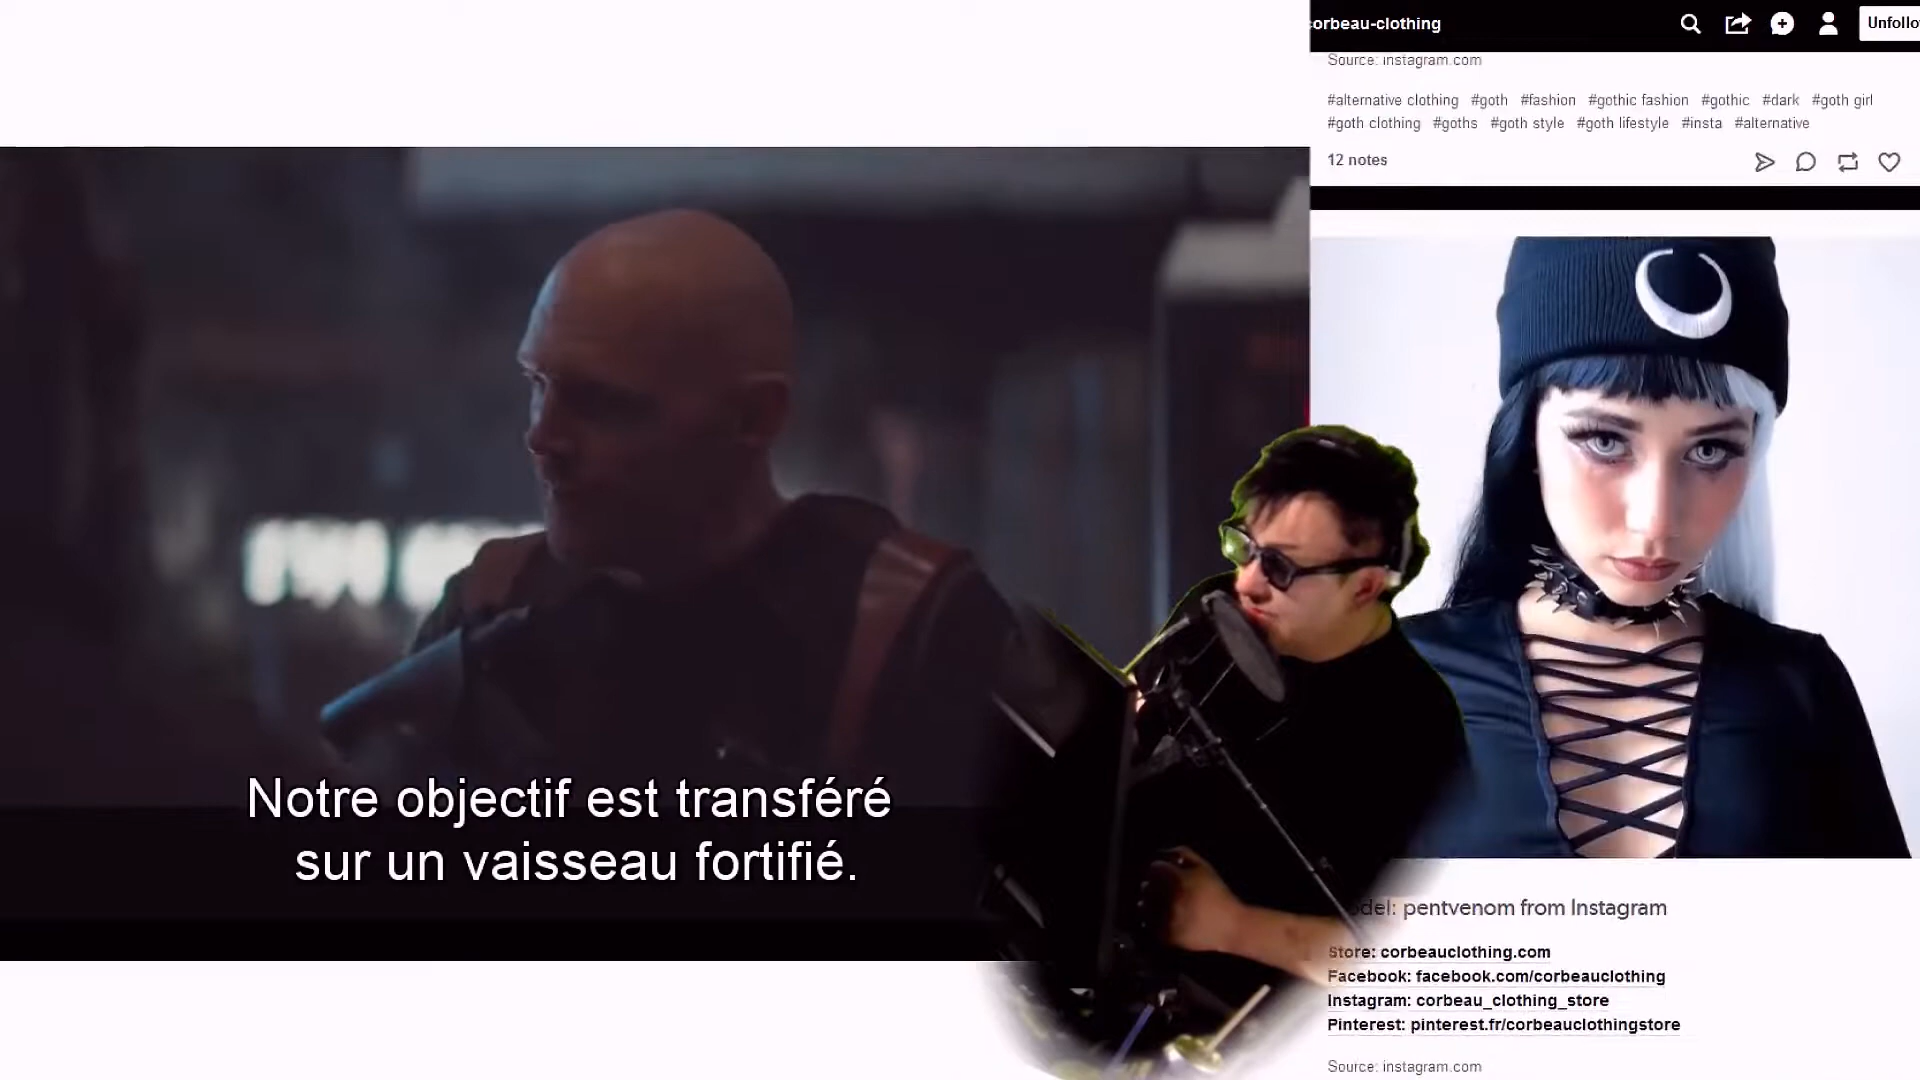 Notre objectif est transféré
sur un vaisseau fortifié.
corbeau-clothing
Unfollo
Source: instagram.com
#alternative clothing #goth #fashion #gothic fashion #gothic #dark #goth girl
#goth clothing #goths #goth style #goth lifestyle #insta #alternative
12 notes
del: pentvenom from Instagram
Store: corbeauclothing.com
Facebook: facebook.com/corbeauclothing
Instagram: corbeau_clothing_store
Pinterest: pinterest.fr/corbeauclothingstore
Source: instagram.com